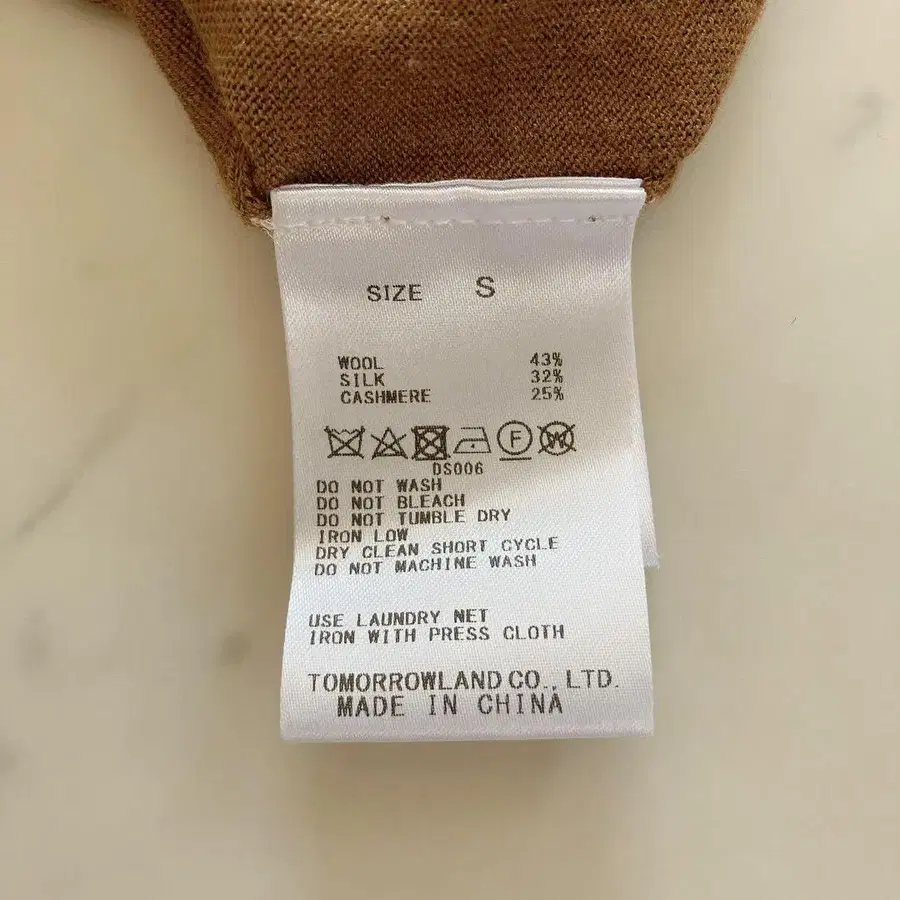 SIZE S
WOOL 43%
SILK 32%
CASHMERE 25%
F W
DS006
DO NOT WASH
DO NOT BLEACH
DO NOT TUMBLE DRY
IRON LOW
DRY CLEAN SHORT CYCLE
DO NOT MACHINE WASH
USE LAUNDRY NET
IRON WITH PRESS CLOTH
TOMORROWLAND CO., LTD.
MADE IN CHINA